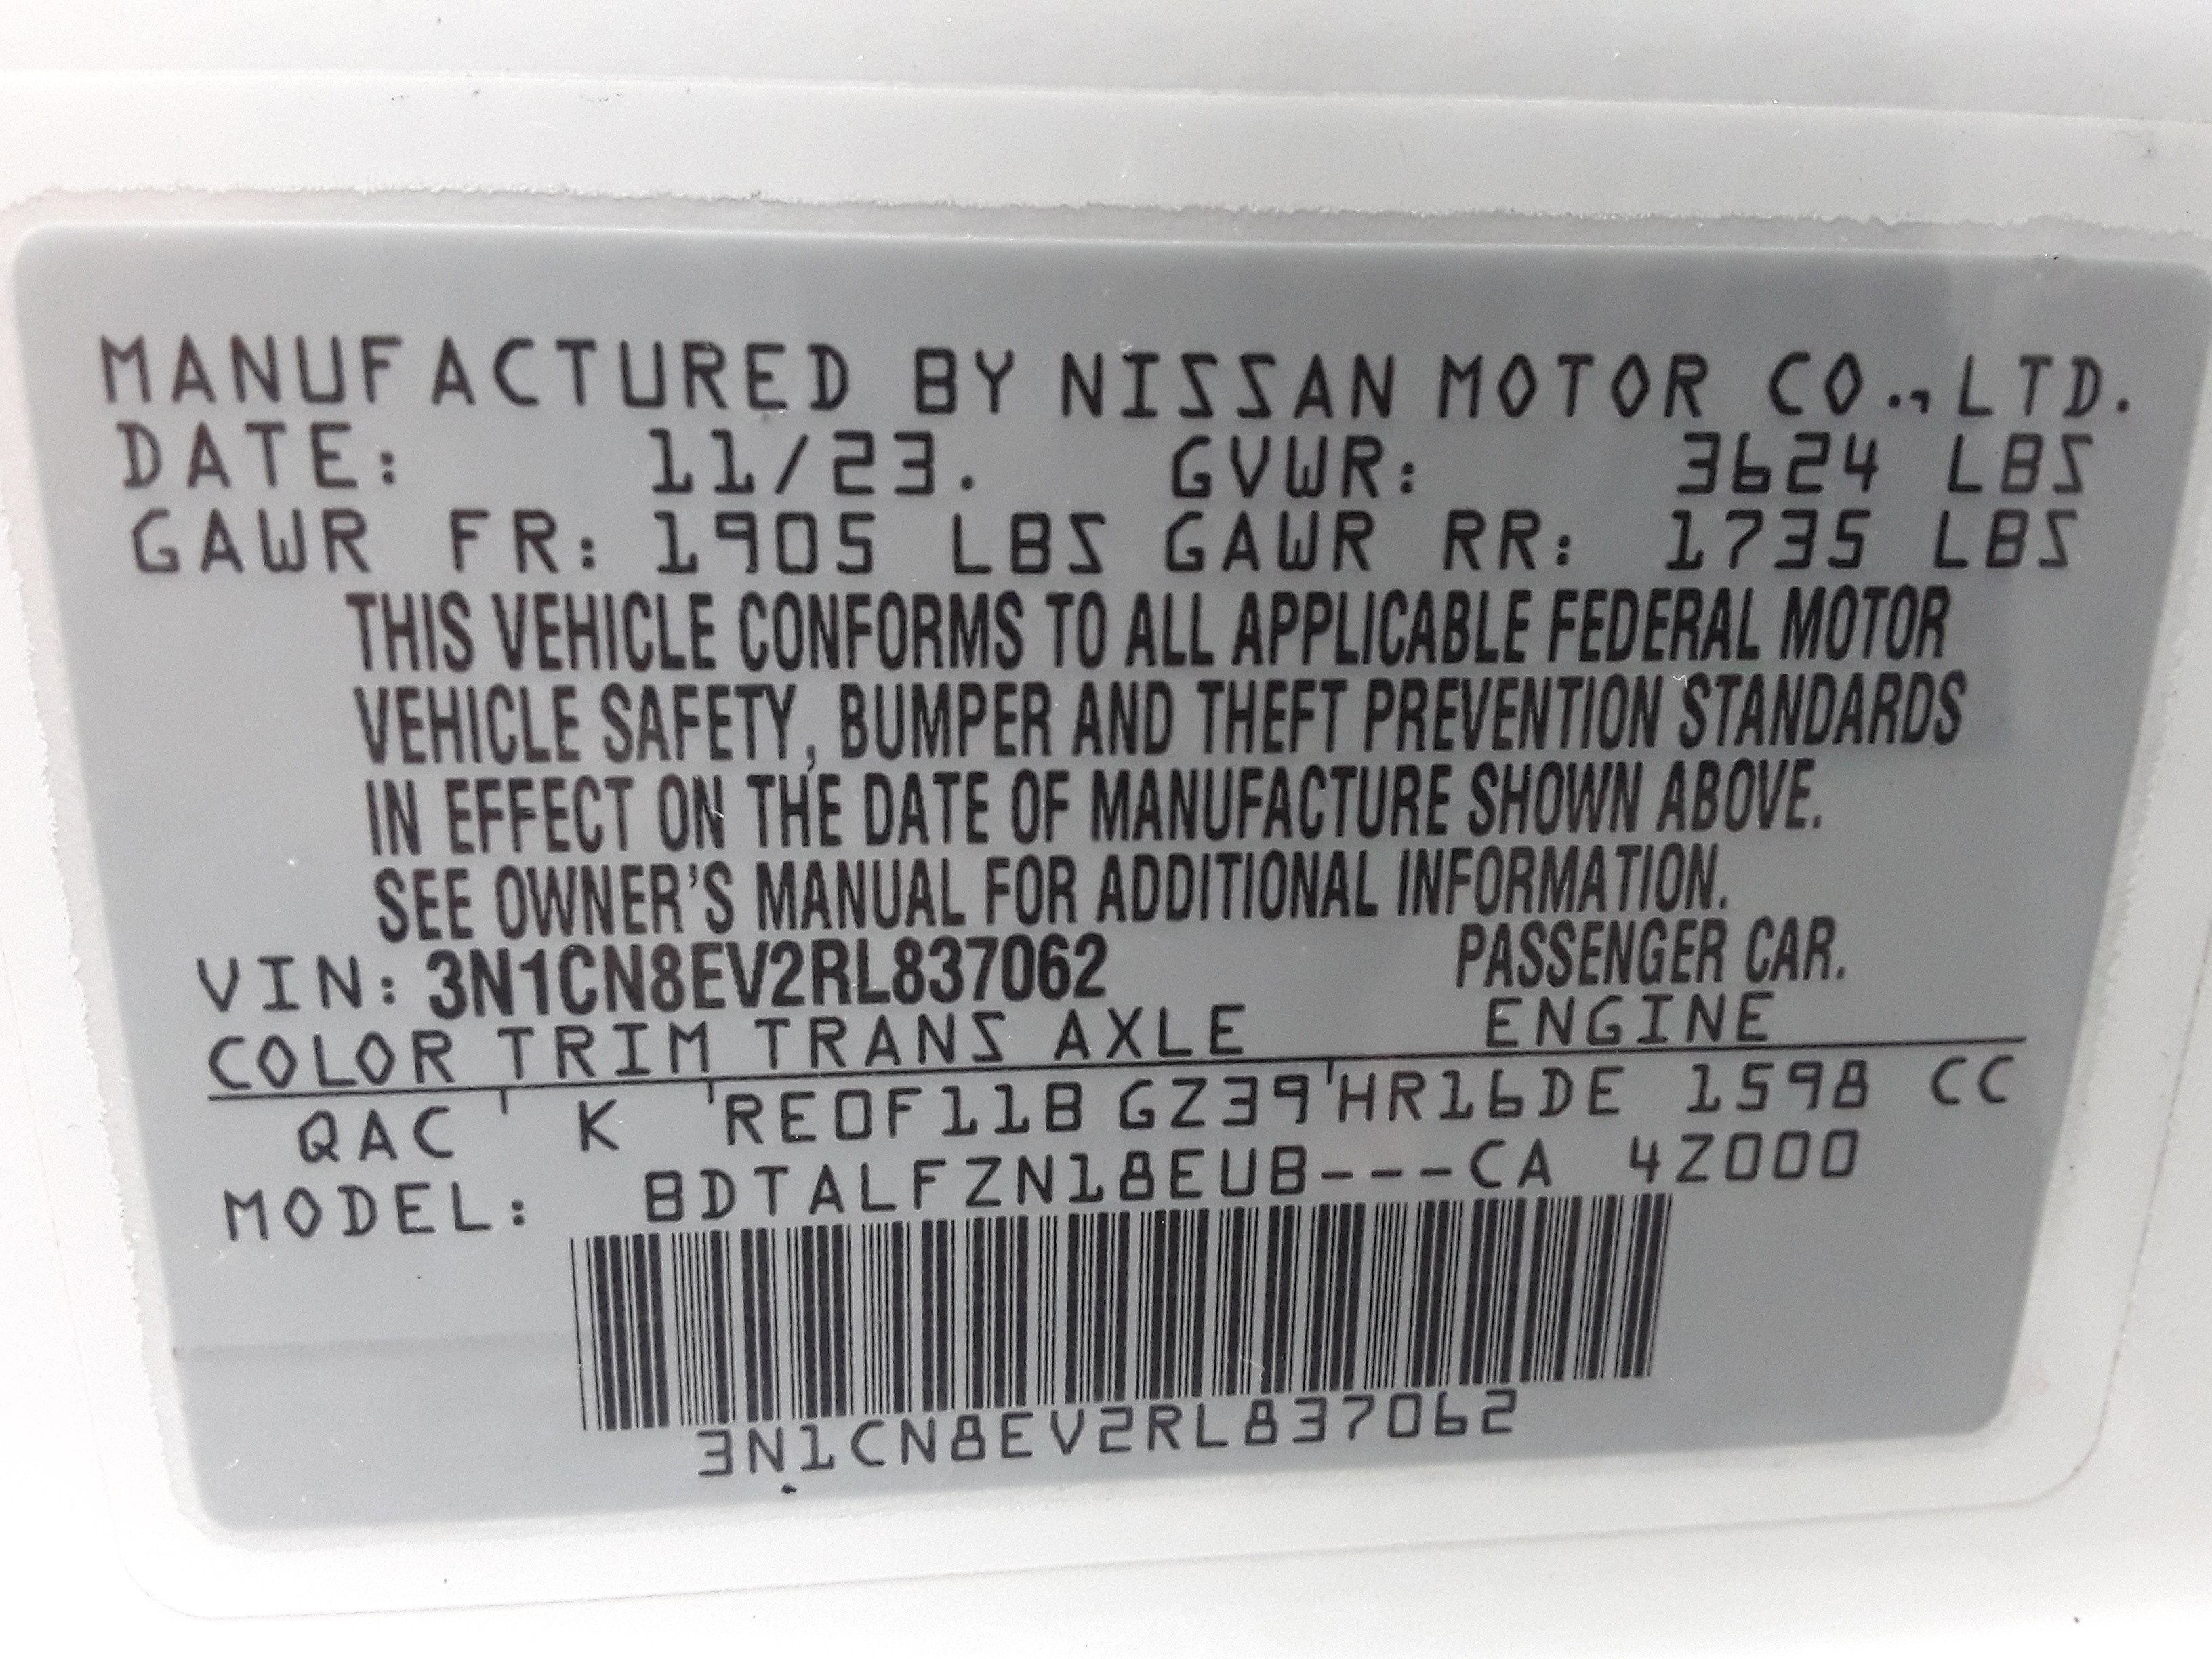 MANUFACTURED BY NISSAN MOTOR CO.,LTD.
DATE: 11/23. GVWR: 3624 LBS
GAWR FR: 1905 LBS GAWR RR: 1735 LBS
THIS VEHICLE CONFORMS TO ALL APPLICABLE FEDERAL MOTOR
VEHICLE SAFETY, BUMPER AND THEFT PREVENTION STANDARDS
IN EFFECT ON THE DATE OF MANUFACTURE SHOWN ABOVE.
SEE OWNER'S MANUAL FOR ADDITIONAL INFORMATION.
VIN: 3N1CN8EV2RL837062 PASSENGER CAR.
COLOR TRIM TRANS AXLE ENGINE
QAC K RE0F11B GZ39 HR16DE 1598 CC
MODEL: BDTALFZN18EUB---CA 4Z000
3N1CN8EV2RL837062